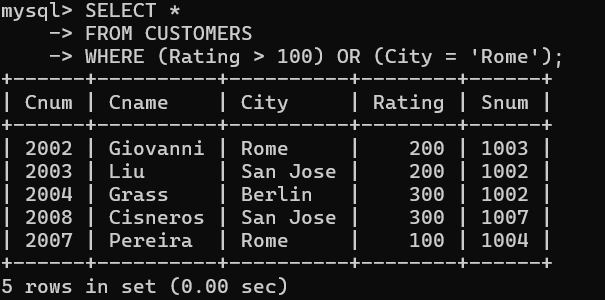 mysql> SELECT *
    -> FROM CUSTOMERS
    -> WHERE (Rating > 100) OR (City = 'Rome');
+------+----------+----------+--------+------+
| Cnum | Cname    | City     | Rating | Snum |
+------+----------+----------+--------+------+
| 2002 | Giovanni | Rome     |    200 | 1003 |
| 2003 | Liu      | San Jose |    200 | 1002 |
| 2004 | Grass    | Berlin   |    300 | 1002 |
| 2008 | Cisneros | San Jose |    300 | 1007 |
| 2007 | Pereira  | Rome     |    100 | 1004 |
+------+----------+----------+--------+------+
5 rows in set (0.00 sec)